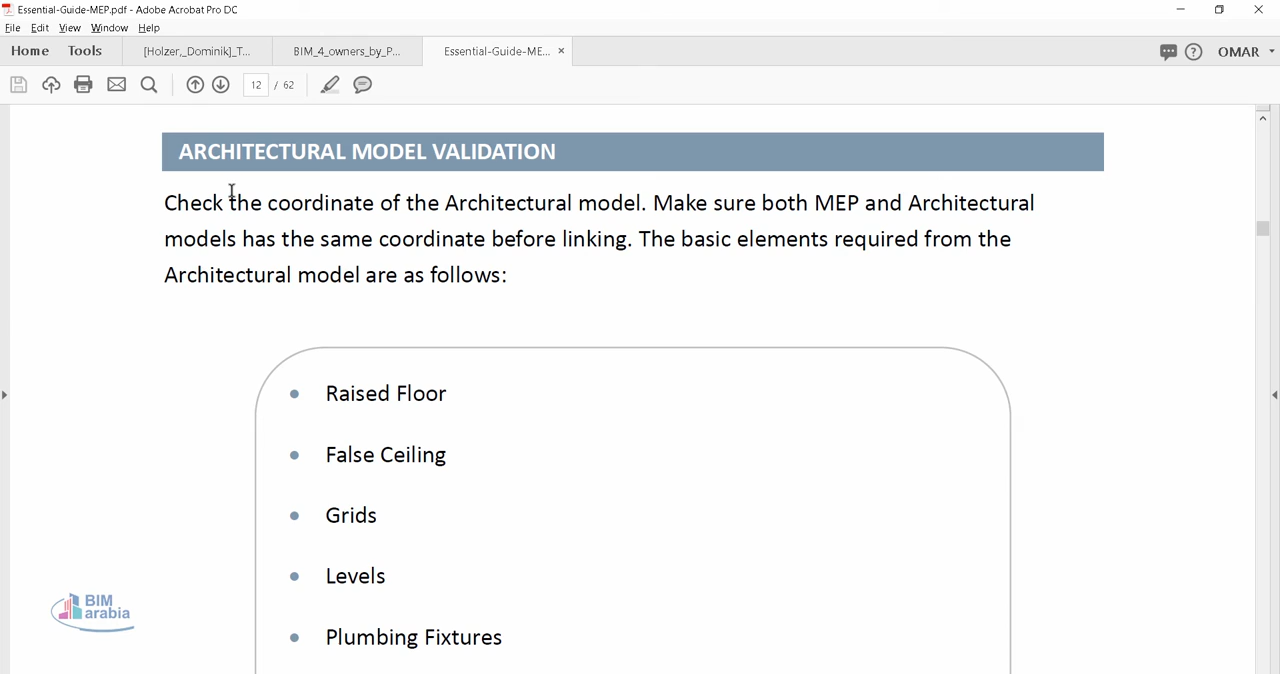 Essential-Guide-MEP.pdf - Adobe Acrobat Pro DC
File Edit View Window Help
Home Tools [Holzer,_Dominik]_T... BIM_4_owners_by_P... Essential-Guide-ME... × OMAR
12 / 62
ARCHITECTURAL MODEL VALIDATION
Check the coordinate of the Architectural model. Make sure both MEP and Architectural
models has the same coordinate before linking. The basic elements required from the
Architectural model are as follows:
• Raised Floor
• False Ceiling
• Grids
• Levels
• Plumbing Fixtures
BIM
arabia